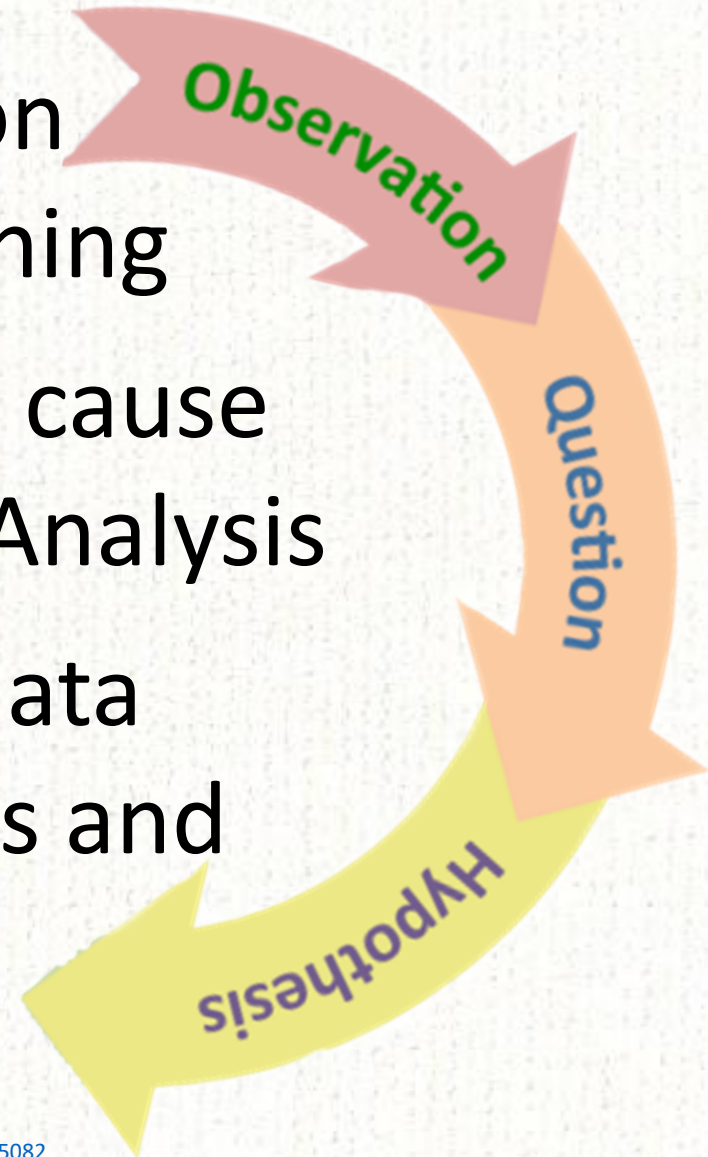 on
ning
cause
Analysis
ata
s and
5082
Observation
Question
Hypothesis